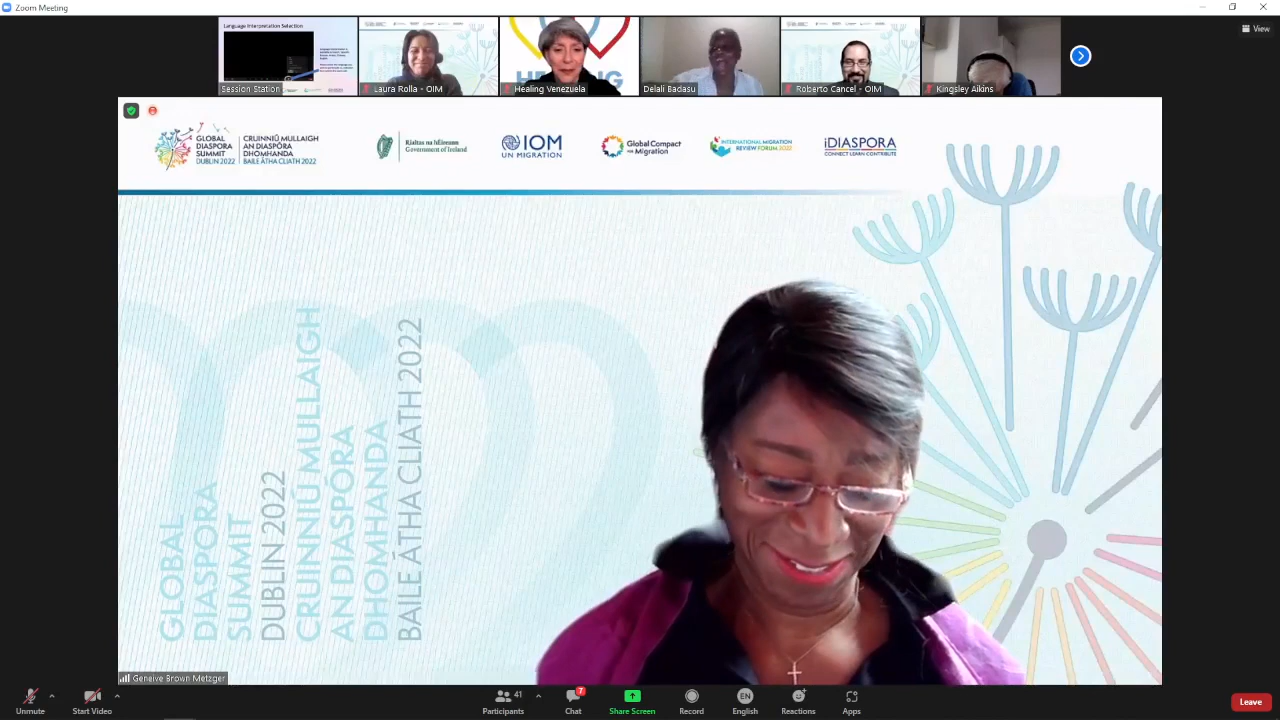 Zoom Meeting
View
Language Interpretation Selection
Session Station
Laura Rolla - OIM
Healing Venezuela
Delali Badasu
Roberto Cancel - OIM
Kingsley Aikins
GLOBAL
DIASPORA
SUMMIT
DUBLIN 2022
CRUINNIÚ MULLAIGH
AN DIASPÓRA
DHOMHANDA
BAILE ÁTHA CLIATH 2022
Rialtas na hÉireann
Government of Ireland
IOM
UN MIGRATION
Global Compact
for Migration
INTERNATIONAL MIGRATION
REVIEW FORUM 2022
iDIASPORA
CONNECT LEARN CONTRIBUTE
GLOBAL
DIASPORA
SUMMIT
DUBLIN 2022
CRUINNIÚ MULLAIGH
AN DIASPÓRA
DHOMHANDA
BAILE ÁTHA CLIATH 2022
Geneive Brown Metzger
Unmute
Start Video
41
Participants
7
Chat
Share Screen
Record
EN
English
Reactions
Apps
Leave